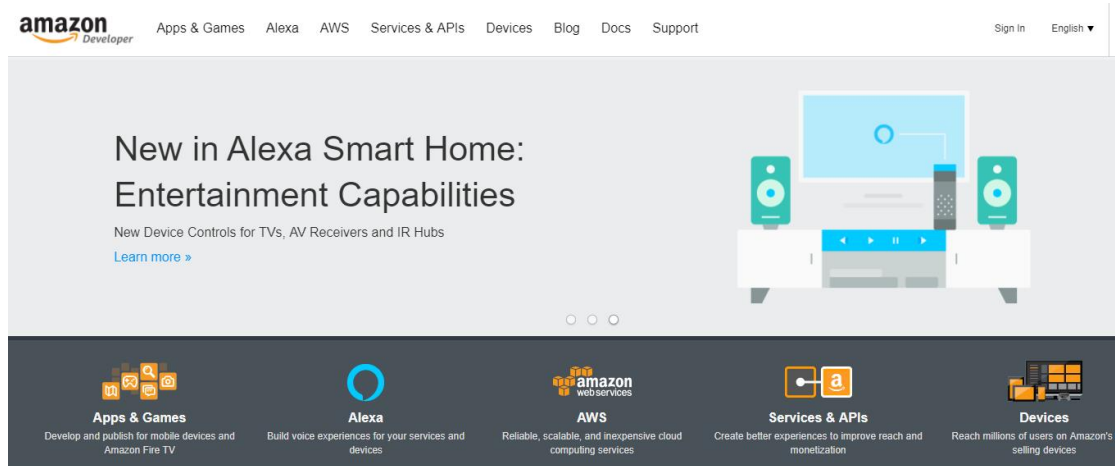 amazon
Developer
Apps & Games Alexa AWS Services & APIs Devices Blog Docs Support Sign In English ▼
New in Alexa Smart Home:
Entertainment Capabilities
New Device Controls for TVs, AV Receivers and IR Hubs
Learn more »
a
amazon
webservices
Apps & Games
Develop and publish for mobile devices and
Amazon Fire TV
Alexa
Build voice experiences for your services and
devices
AWS
Reliable, scalable, and inexpensive cloud
computing services
Services & APIs
Create better experiences to improve reach and
monetization
Devices
Reach millions of users on Amazon's
selling devices